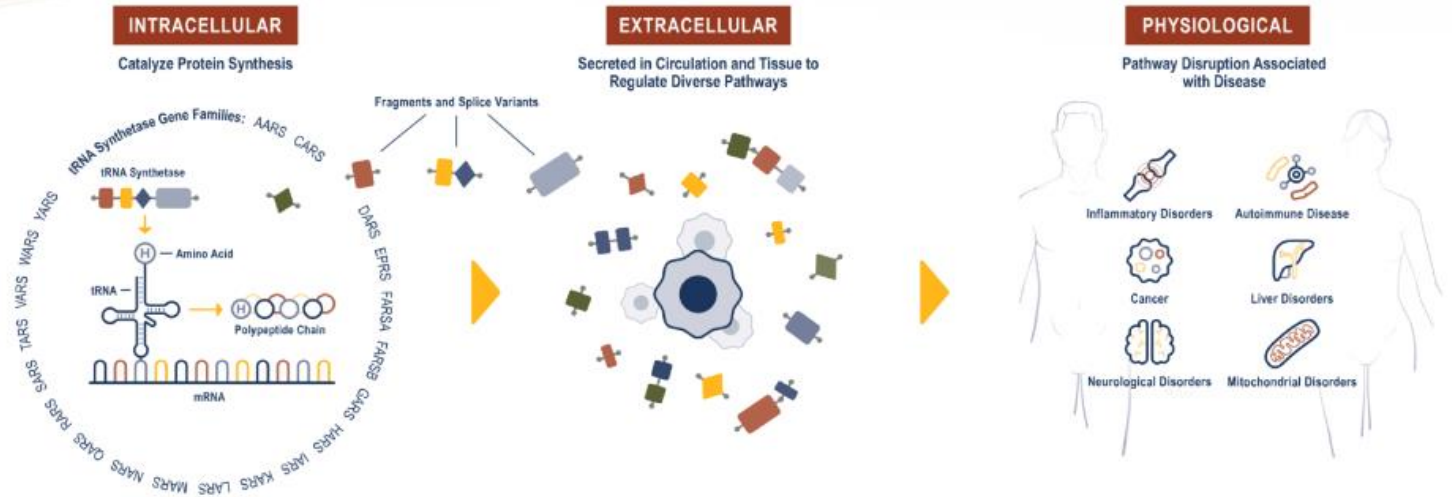 INTRACELLULAR
Catalyze Protein Synthesis
tRNA Synthetase Gene Families: AARS CARS DARS EPRS FARSA FARSB GARS HARS IARS KARS LARS MARS NARS QARS RARS SARS TARS VARS WARS YARS
tRNA Synthetase
H
Amino Acid
tRNA
H
Polypeptide Chain
mRNA
EXTRACELLULAR
Secreted in Circulation and Tissue to
Regulate Diverse Pathways
Fragments and Splice Variants
PHYSIOLOGICAL
Pathway Disruption Associated
with Disease
Inflammatory Disorders
Autoimmune Disease
Cancer
Liver Disorders
Neurological Disorders
Mitochondrial Disorders